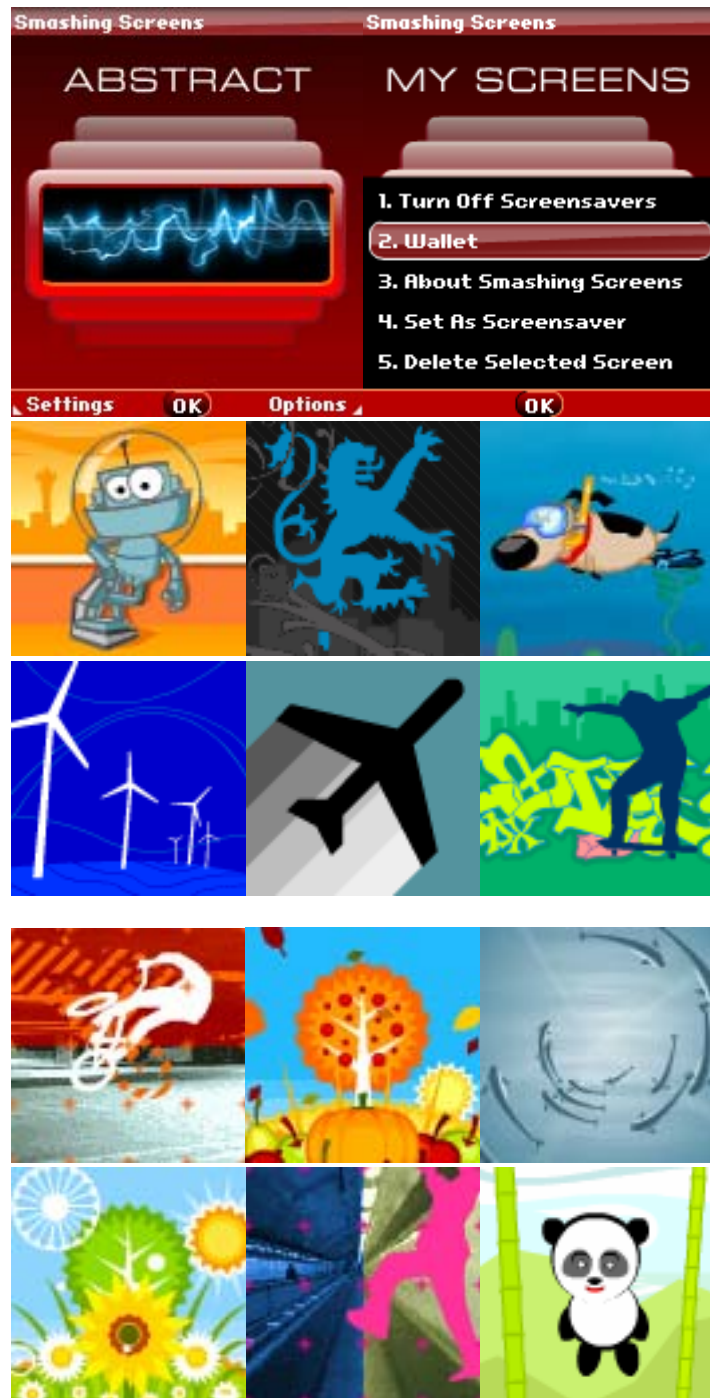 Smashing Screens
ABSTRACT
Settings OK Options
Smashing Screens
MY SCREENS
1. Turn Off Screensavers
2. Wallet
3. About Smashing Screens
4. Set As Screensaver
5. Delete Selected Screen
OK